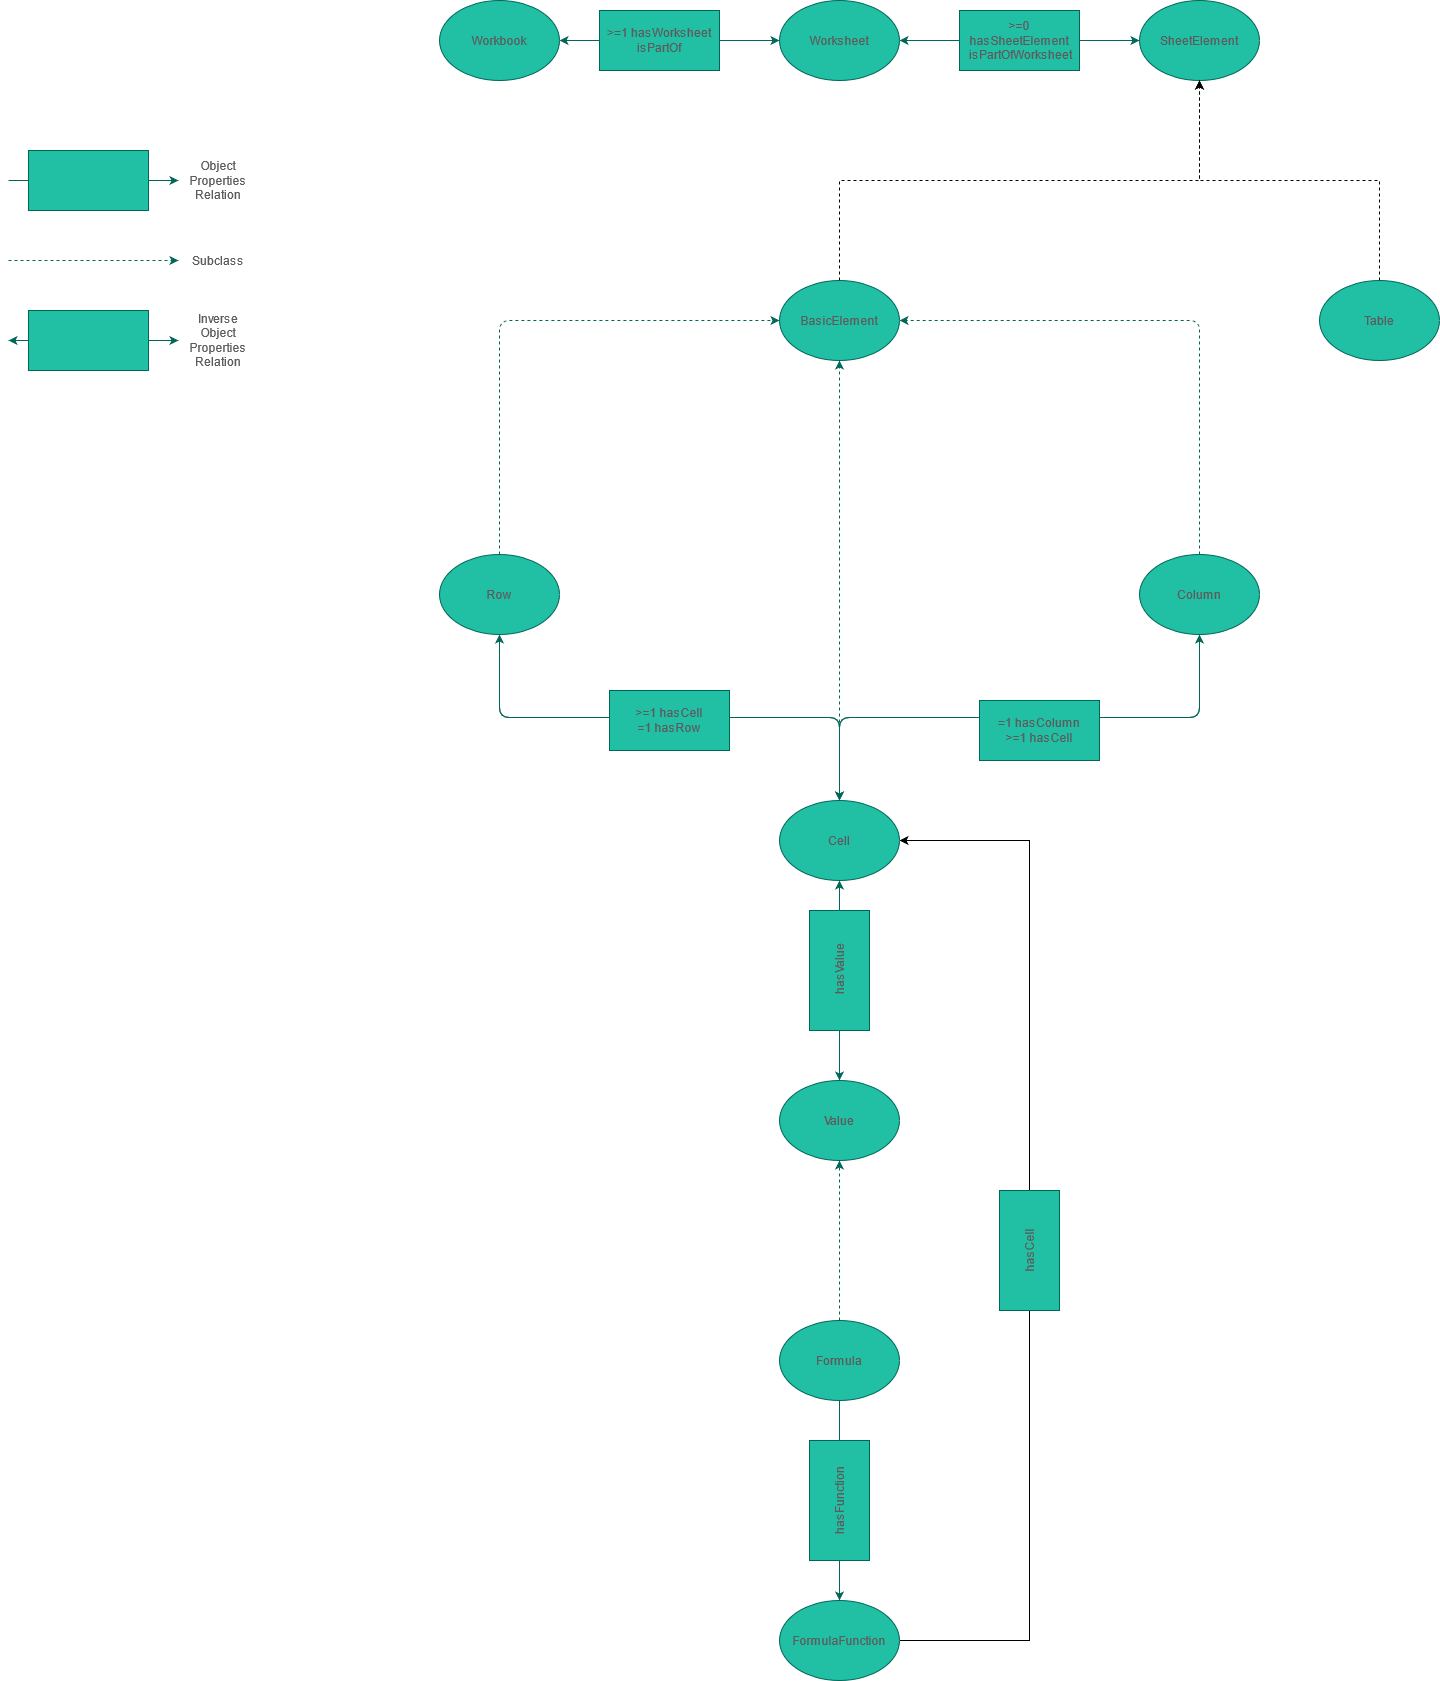 Workbook
>=1 hasWorksheet
isPartOf
Worksheet
>=0
hasSheetElement
isPartOfWorksheet
SheetElement
Object
Properties
Relation
Subclass
Inverse
Object
Properties
Relation
BasicElement
Table
Row
Column
>=1 hasCell
=1 hasRow
=1 hasColumn
>=1 hasCell
Cell
hasValue
Value
hasCell
Formula
hasFunction
FormulaFunction